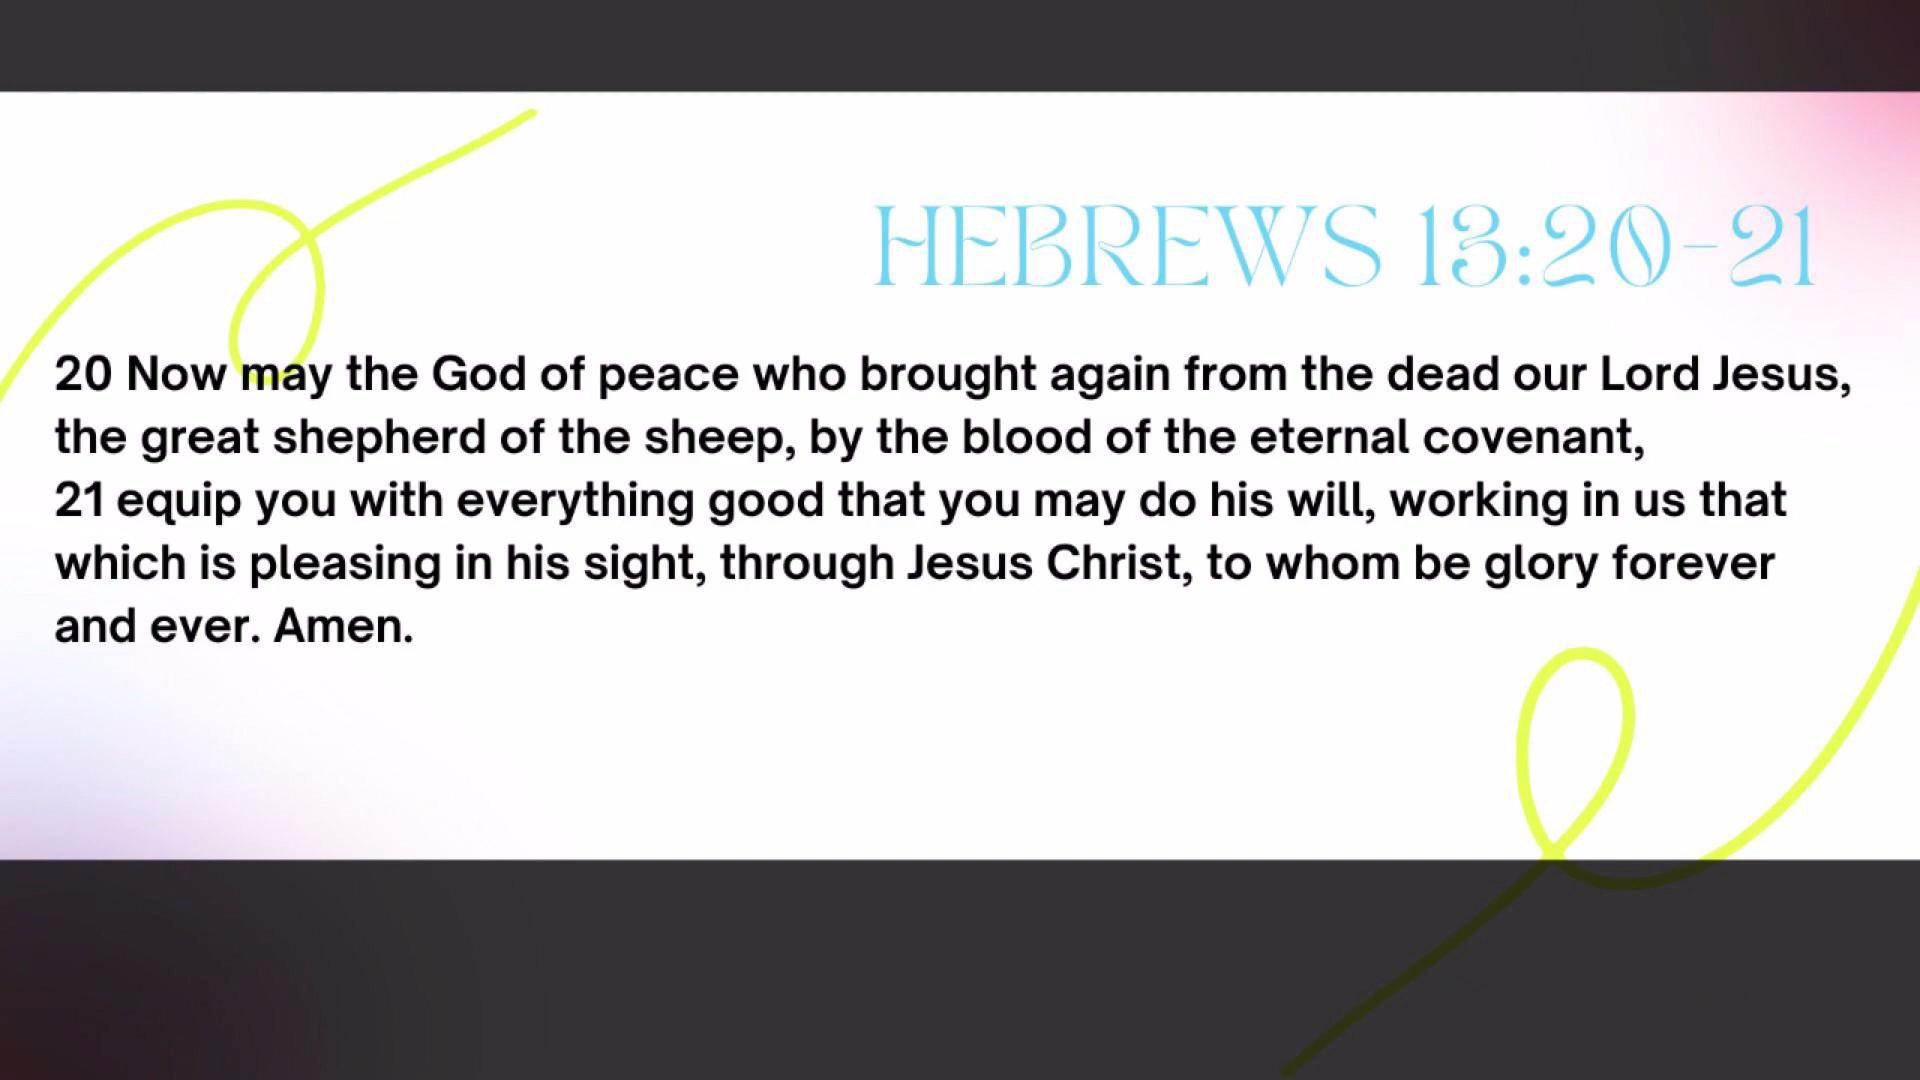 HEBREWS 13:20-21
20 Now may the God of peace who brought again from the dead our Lord Jesus,
the great shepherd of the sheep, by the blood of the eternal covenant,
21 equip you with everything good that you may do his will, working in us that
which is pleasing in his sight, through Jesus Christ, to whom be glory forever
and ever. Amen.